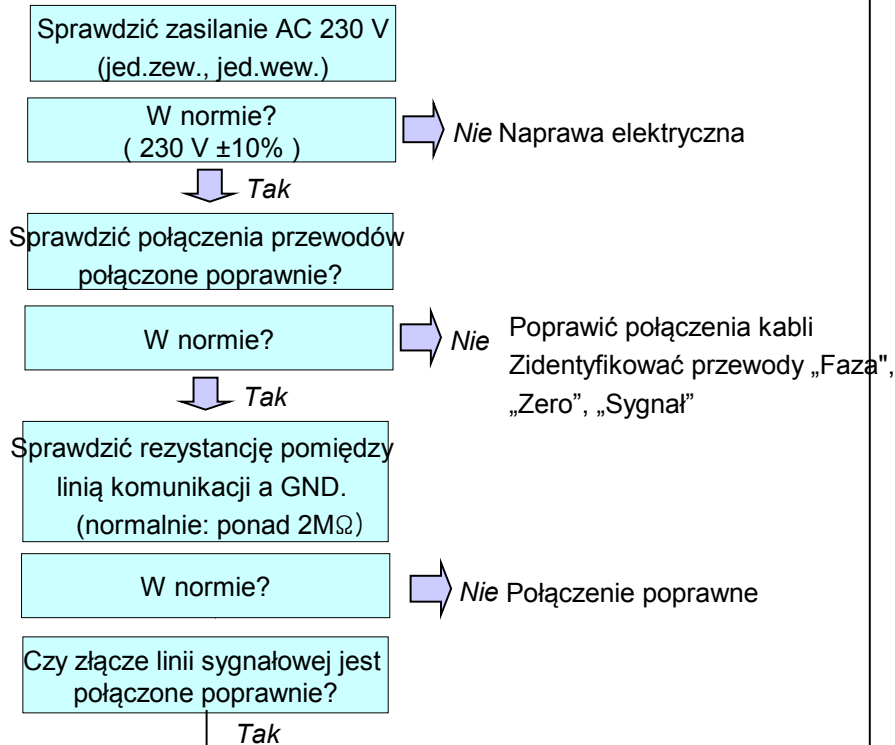 Sprawdzić zasilanie AC 230 V
(jed.zew., jed.wew.)
W normie?
( 230 V ±10% )
Nie Naprawa elektryczna
Tak
Sprawdzić połączenia przewodów
połączone poprawnie?
W normie?
Nie
Poprawić połączenia kabli
Zidentyfikować przewody „Faza",
„Zero”, „Sygnał”
Tak
Sprawdzić rezystancję pomiędzy
linią komunikacji a GND.
(normalnie: ponad 2MΩ）
W normie?
Nie Połączenie poprawne
Czy złącze linii sygnałowej jest
połączone poprawnie?
Tak